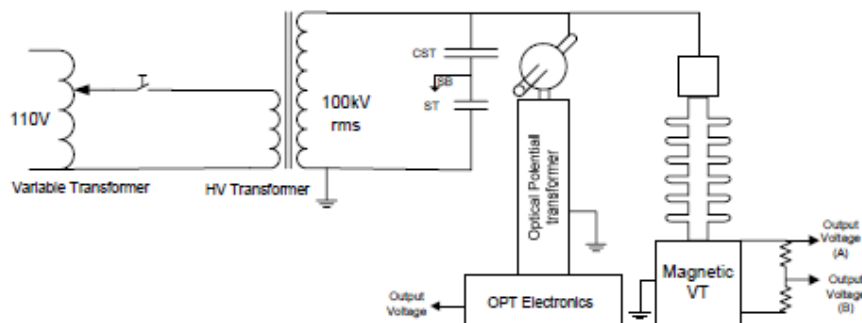 110V
Variable Transformer
HV Transformer
100kV
rms
CST
SB
ST
Optical Potential
transformer
OPT Electronics
Output
Voltage
Magnetic
VT
Output
Voltage
(A)
Output
Voltage
(B)